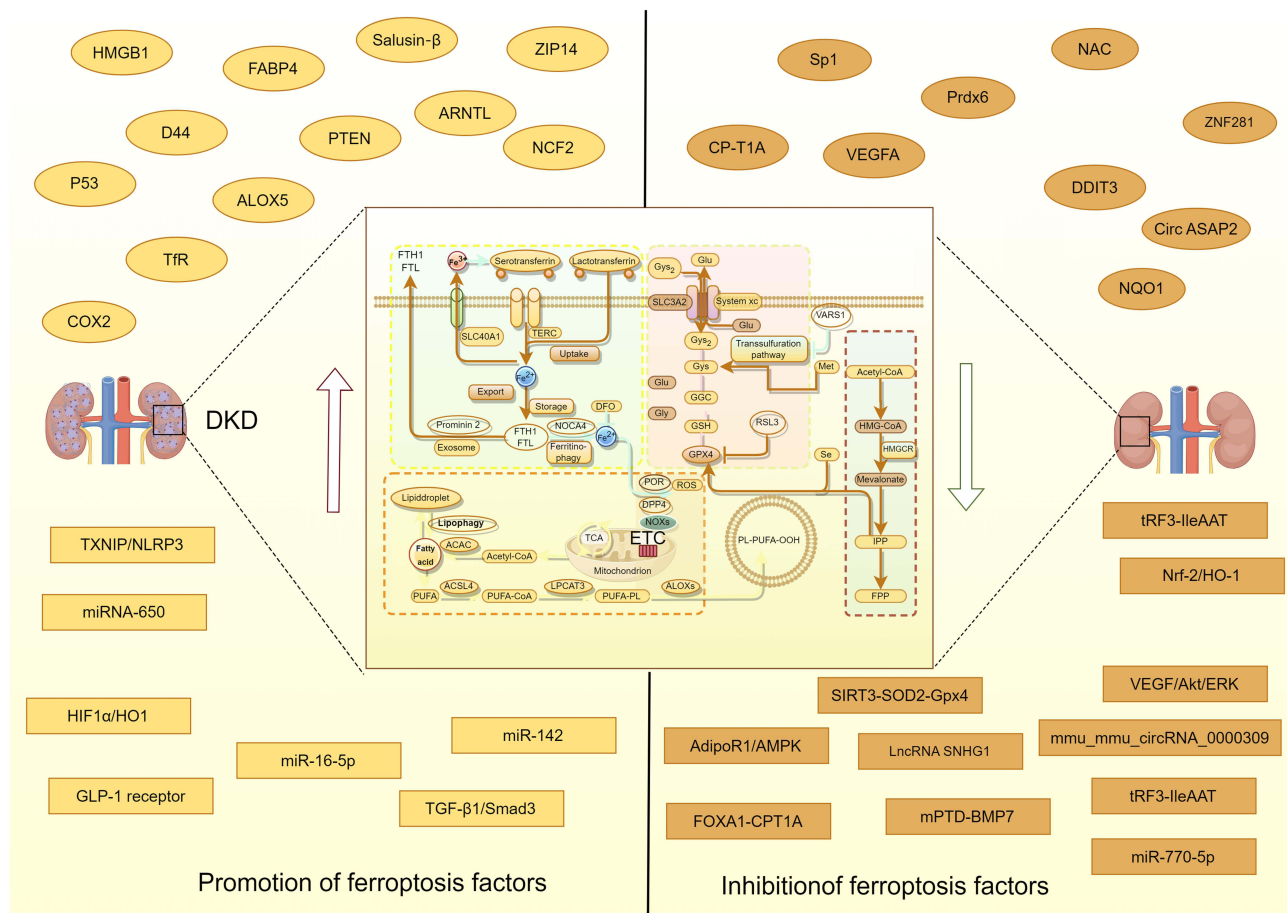 HMGB1
FABP4
Salusin-β
ZIP14
D44
PTEN
ARNTL
NCF2
P53
ALOX5
TfR
COX2
DKD
TXNIP/NLRP3
miRNA-650
HIF1α/HO1
GLP-1 receptor
miR-16-5p
miR-142
TGF-β1/Smad3
Promotion of ferroptosis factors
Sp1
NAC
Prdx6
ZNF281
CP-T1A
VEGFA
DDIT3
Circ ASAP2
NQO1
FTH1
FTL
Fe3+
Serotransferrin
Lactotransferrin
SLC40A1
TERC
Uptake
Fe2+
Export
Storage
Prominin 2
Exosome
FTH1
FTL
NOCA4
Ferritino-
phagy
DFO
Fe2+
Gys2
Glu
SLC3A2
System xc
Glu
Gys2
VARS1
Transsulfuration
pathway
Gys
Met
Glu
GGC
Gly
GSH
RSL3
GPX4
Se
Acetyl-CoA
HMG-CoA
HMGCR
Mevalonate
IPP
FPP
POR
ROS
DPP4
NOXs
Lipiddroplet
Lipophagy
Fatty
acid
ACAC
Acetyl-CoA
TCA
ETC
Mitochondrion
PUFA
ACSL4
PUFA-CoA
LPCAT3
PUFA-PL
ALOXs
PL-PUFA-OOH
tRF3-IleAAT
Nrf-2/HO-1
VEGF/Akt/ERK
SIRT3-SOD2-Gpx4
AdipoR1/AMPK
LncRNA SNHG1
mmu_mmu_circRNA_0000309
tRF3-IleAAT
FOXA1-CPT1A
mPTD-BMP7
miR-770-5p
Inhibitionof ferroptosis factors